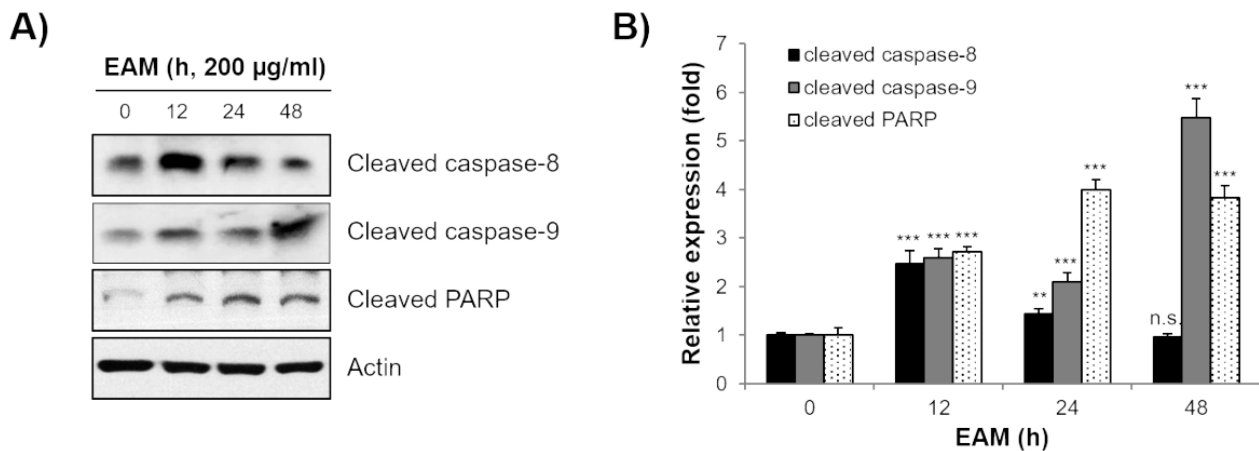 A)
EAM (h, 200 µg/ml)
0 12 24 48
Cleaved caspase-8
Cleaved caspase-9
Cleaved PARP
Actin
B)
Relative expression (fold)
7
6
5
4
3
2
1
0
cleaved caspase-8
cleaved caspase-9
cleaved PARP
*** *** ***
** *** ***
n.s. *** ***
0 12 24 48
EAM (h)